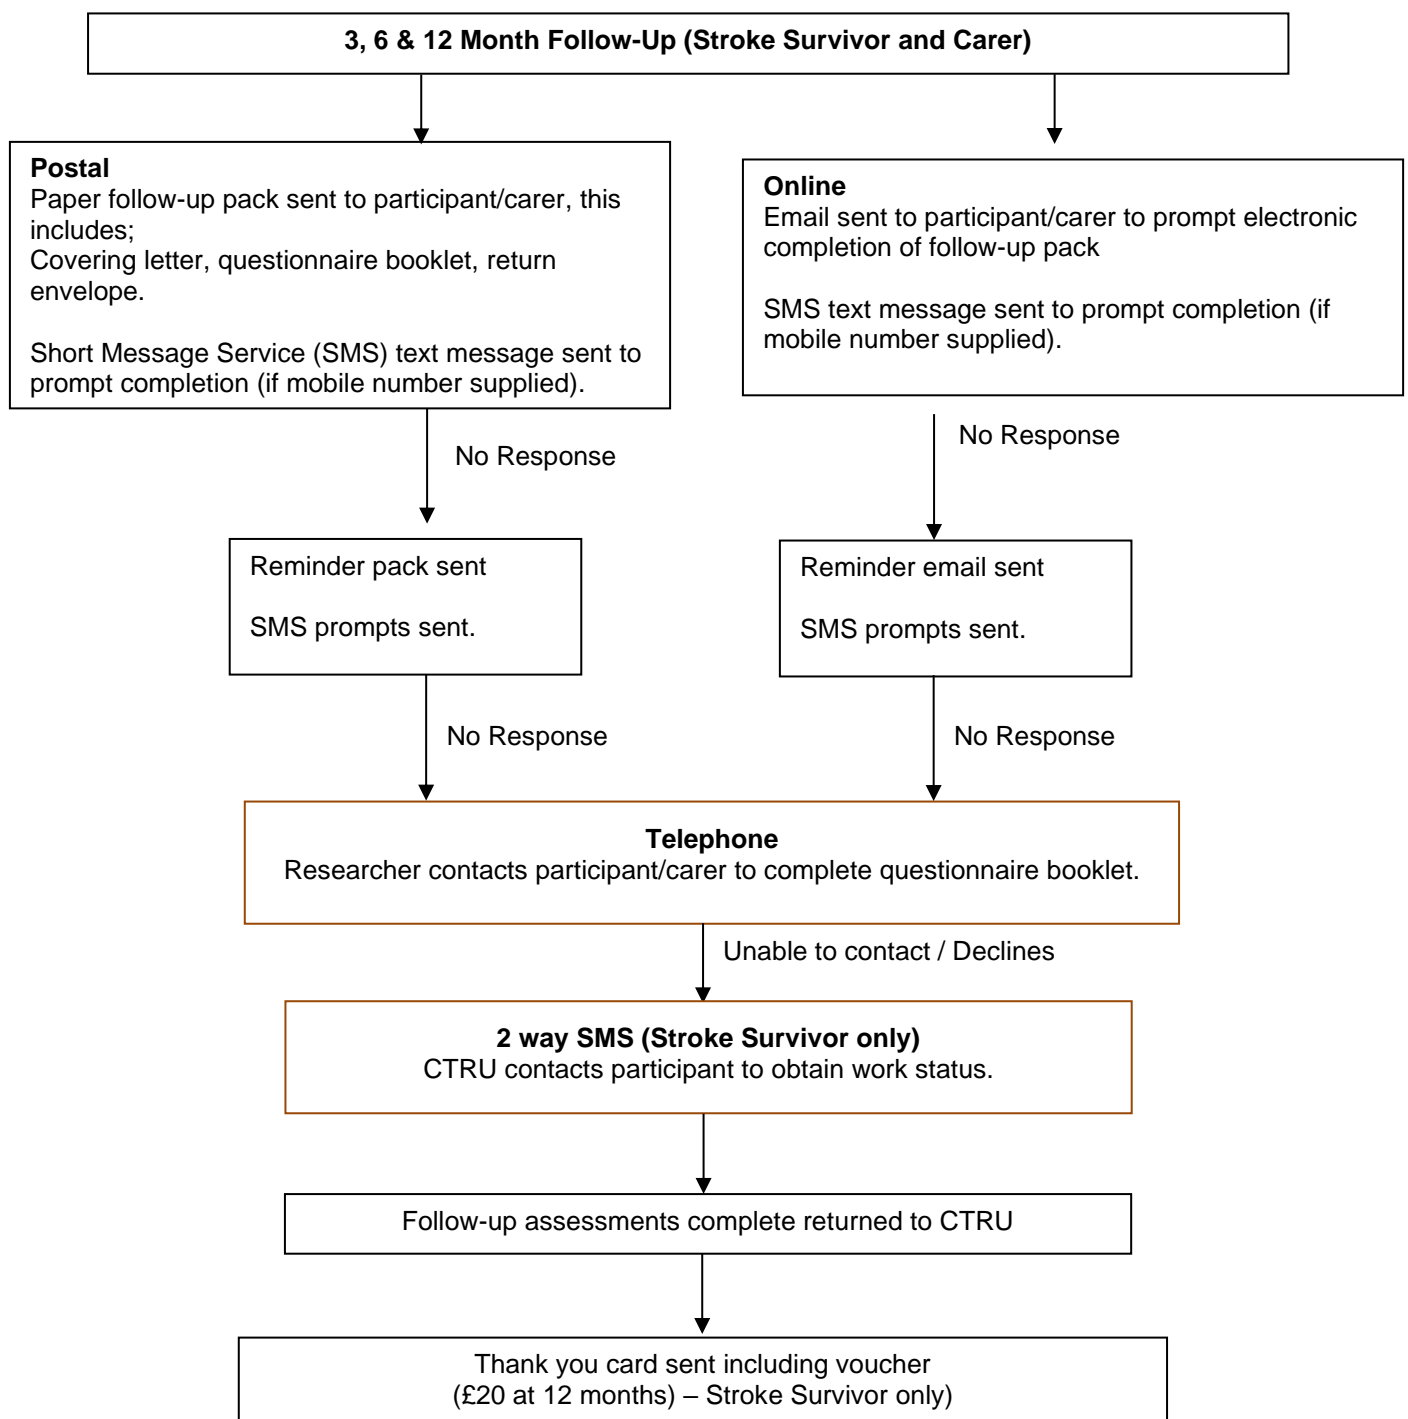 3, 6 & 12 Month Follow-Up (Stroke Survivor and Carer)
Postal
Paper follow-up pack sent to participant/carer, this
includes;
Covering letter, questionnaire booklet, return
envelope.
Short Message Service (SMS) text message sent to
prompt completion (if mobile number supplied).
Online
Email sent to participant/carer to prompt electronic
completion of follow-up pack
SMS text message sent to prompt completion (if
mobile number supplied).
No Response
No Response
Reminder pack sent
SMS prompts sent.
Reminder email sent
SMS prompts sent.
No Response
No Response
Telephone
Researcher contacts participant/carer to complete questionnaire booklet.
Unable to contact / Declines
2 way SMS (Stroke Survivor only)
CTRU contacts participant to obtain work status.
Follow-up assessments complete returned to CTRU
Thank you card sent including voucher
(£20 at 12 months) – Stroke Survivor only)